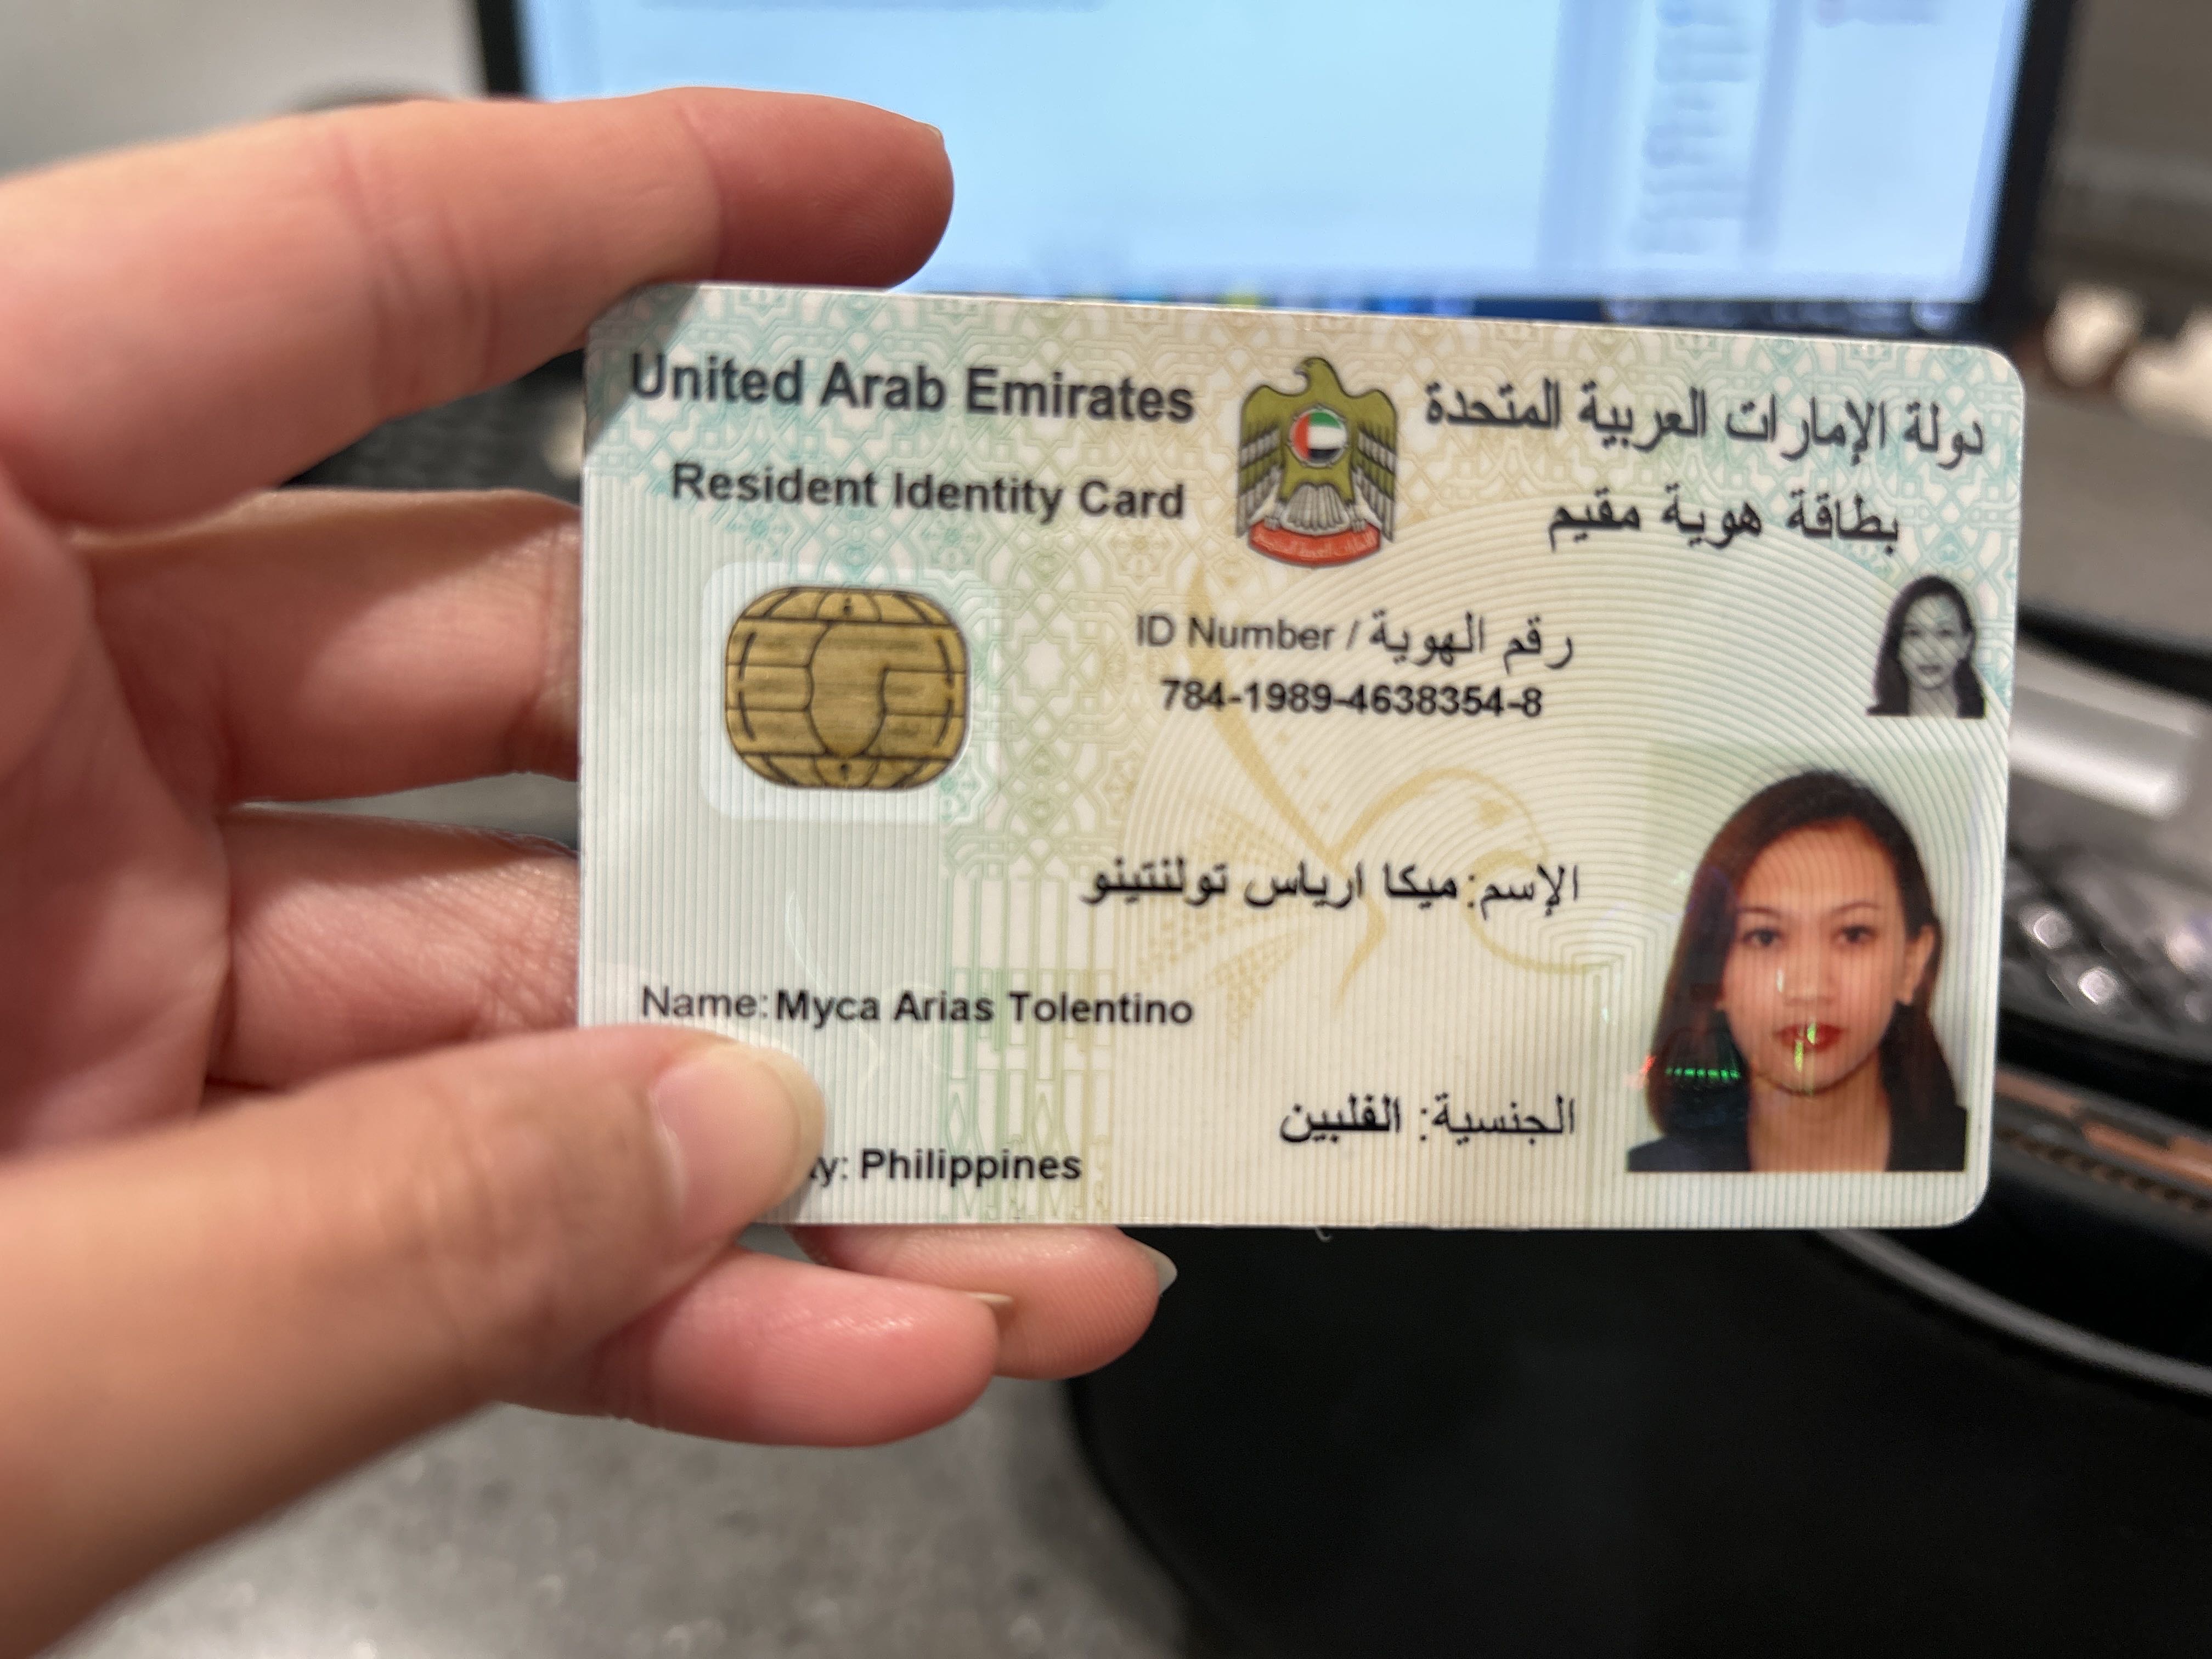 United Arab Emirates
دولة الإمارات العربية المتحدة
Resident Identity Card
بطاقة هوية مقيم
ID Number / رقم الهوية
784-1989-4638354-8
الإسم: ميكا ارياس تولنتينو
Name: Myca Arias Tolentino
الجنسية: الفلبين
Philippines